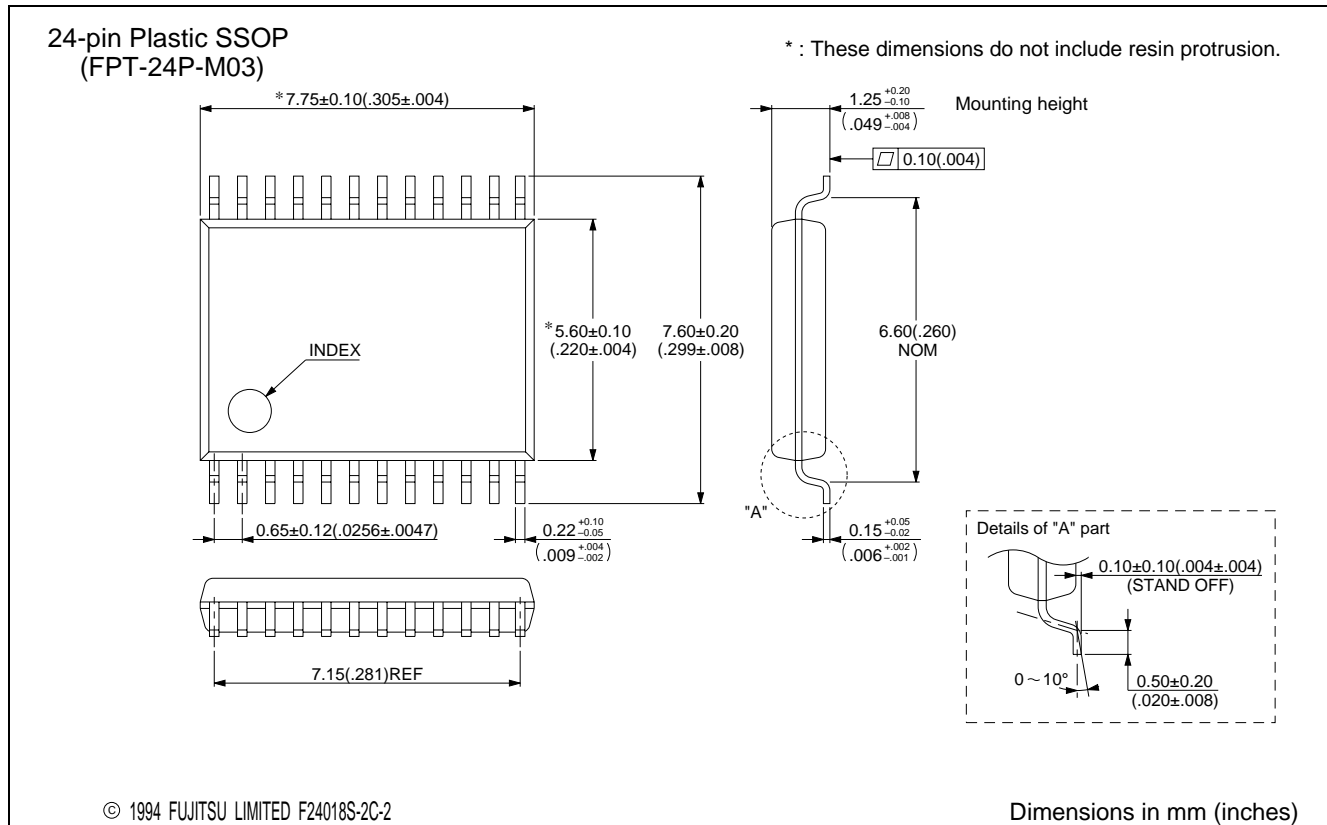 24-pin Plastic SSOP
(FPT-24P-M03)
* : These dimensions do not include resin protrusion.
*7.75±0.10(.305±.004)
1.25 +0.20 –0.10
(.049 +.008 –.004)
Mounting height
0.10(.004)
INDEX
*5.60±0.10
(.220±.004)
7.60±0.20
(.299±.008)
6.60(.260)
NOM
"A"
0.65±0.12(.0256±.0047)
0.22 +0.10 –0.05
(.009 +.004 –.002)
0.15 +0.05 –0.02
(.006 +.002 –.001)
Details of "A" part
0.10±0.10(.004±.004)
(STAND OFF)
0~10°
0.50±0.20
(.020±.008)
7.15(.281)REF
© 1994 FUJITSU LIMITED F24018S-2C-2
Dimensions in mm (inches)